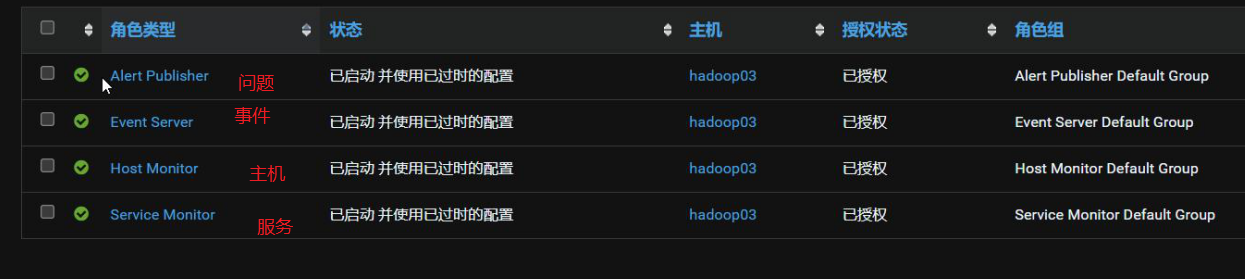 角色类型 状态 主机 授权状态 角色组
Alert Publisher 问题 已启动 并使用已过时的配置 hadoop03 已授权 Alert Publisher Default Group
Event Server 事件 已启动 并使用已过时的配置 hadoop03 已授权 Event Server Default Group
Host Monitor 主机 已启动 并使用已过时的配置 hadoop03 已授权 Host Monitor Default Group
Service Monitor 服务 已启动 并使用已过时的配置 hadoop03 已授权 Service Monitor Default Group